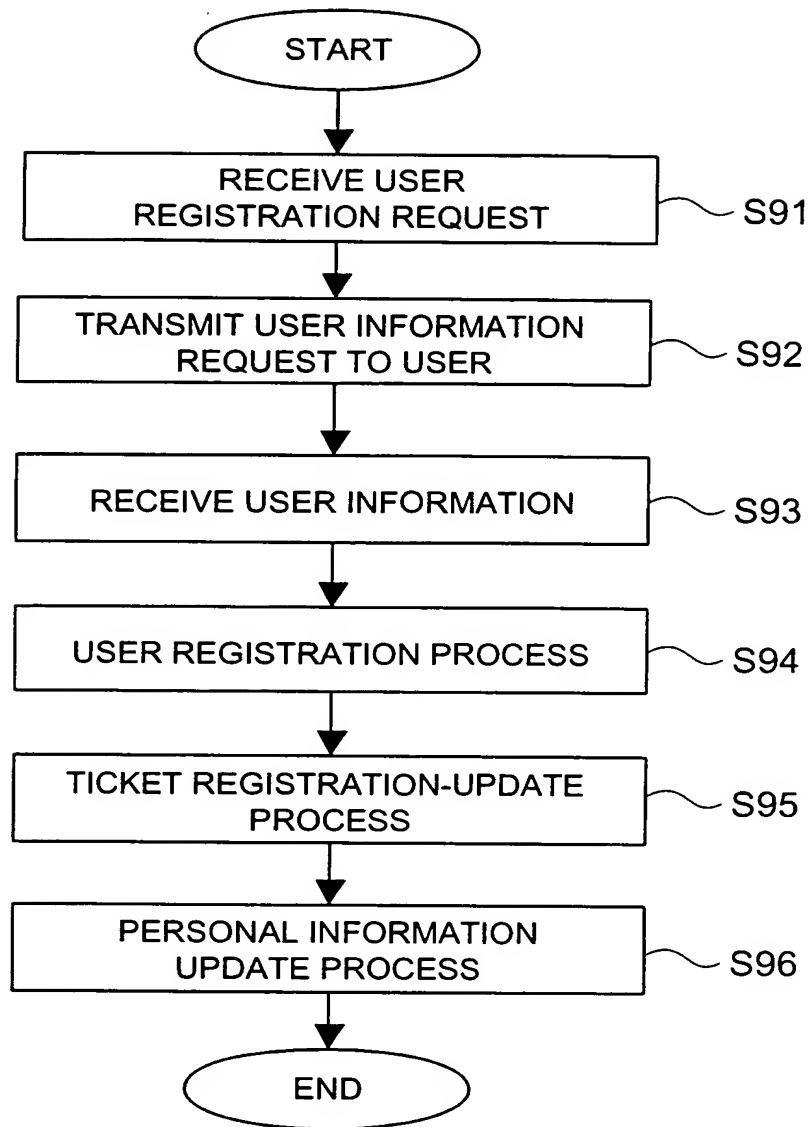 START
RECEIVE USER
REGISTRATION REQUEST
S91
TRANSMIT USER INFORMATION
REQUEST TO USER
S92
RECEIVE USER INFORMATION
S93
USER REGISTRATION PROCESS
S94
TICKET REGISTRATION-UPDATE
PROCESS
S95
PERSONAL INFORMATION
UPDATE PROCESS
S96
END